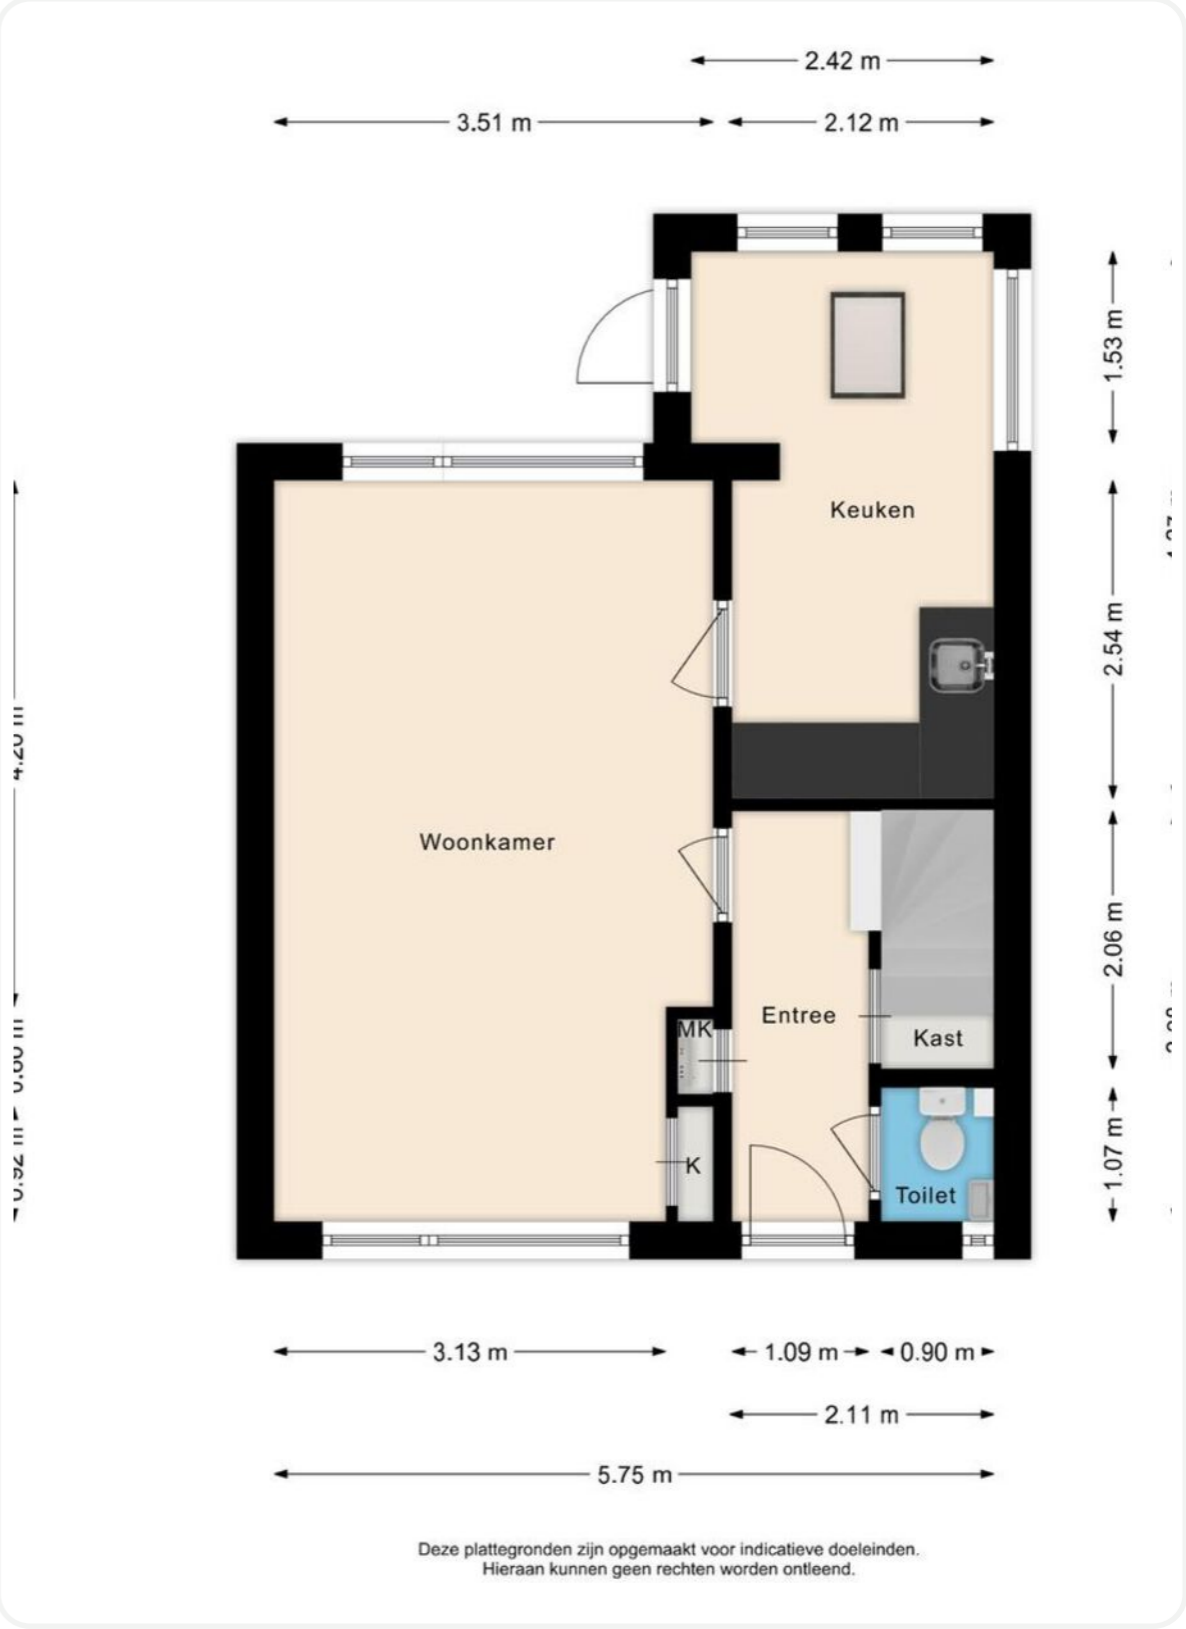 2.42 m
3.51 m
2.12 m
1.53 m
Keuken
2.54 m
Woonkamer
2.06 m
Entree
MK
Kast
1.07 m
K
Toilet
3.13 m
1.09 m
0.90 m
2.11 m
5.75 m
Deze plattegronden zijn opgemaakt voor indicatieve doeleinden.
Hieraan kunnen geen rechten worden ontleend.